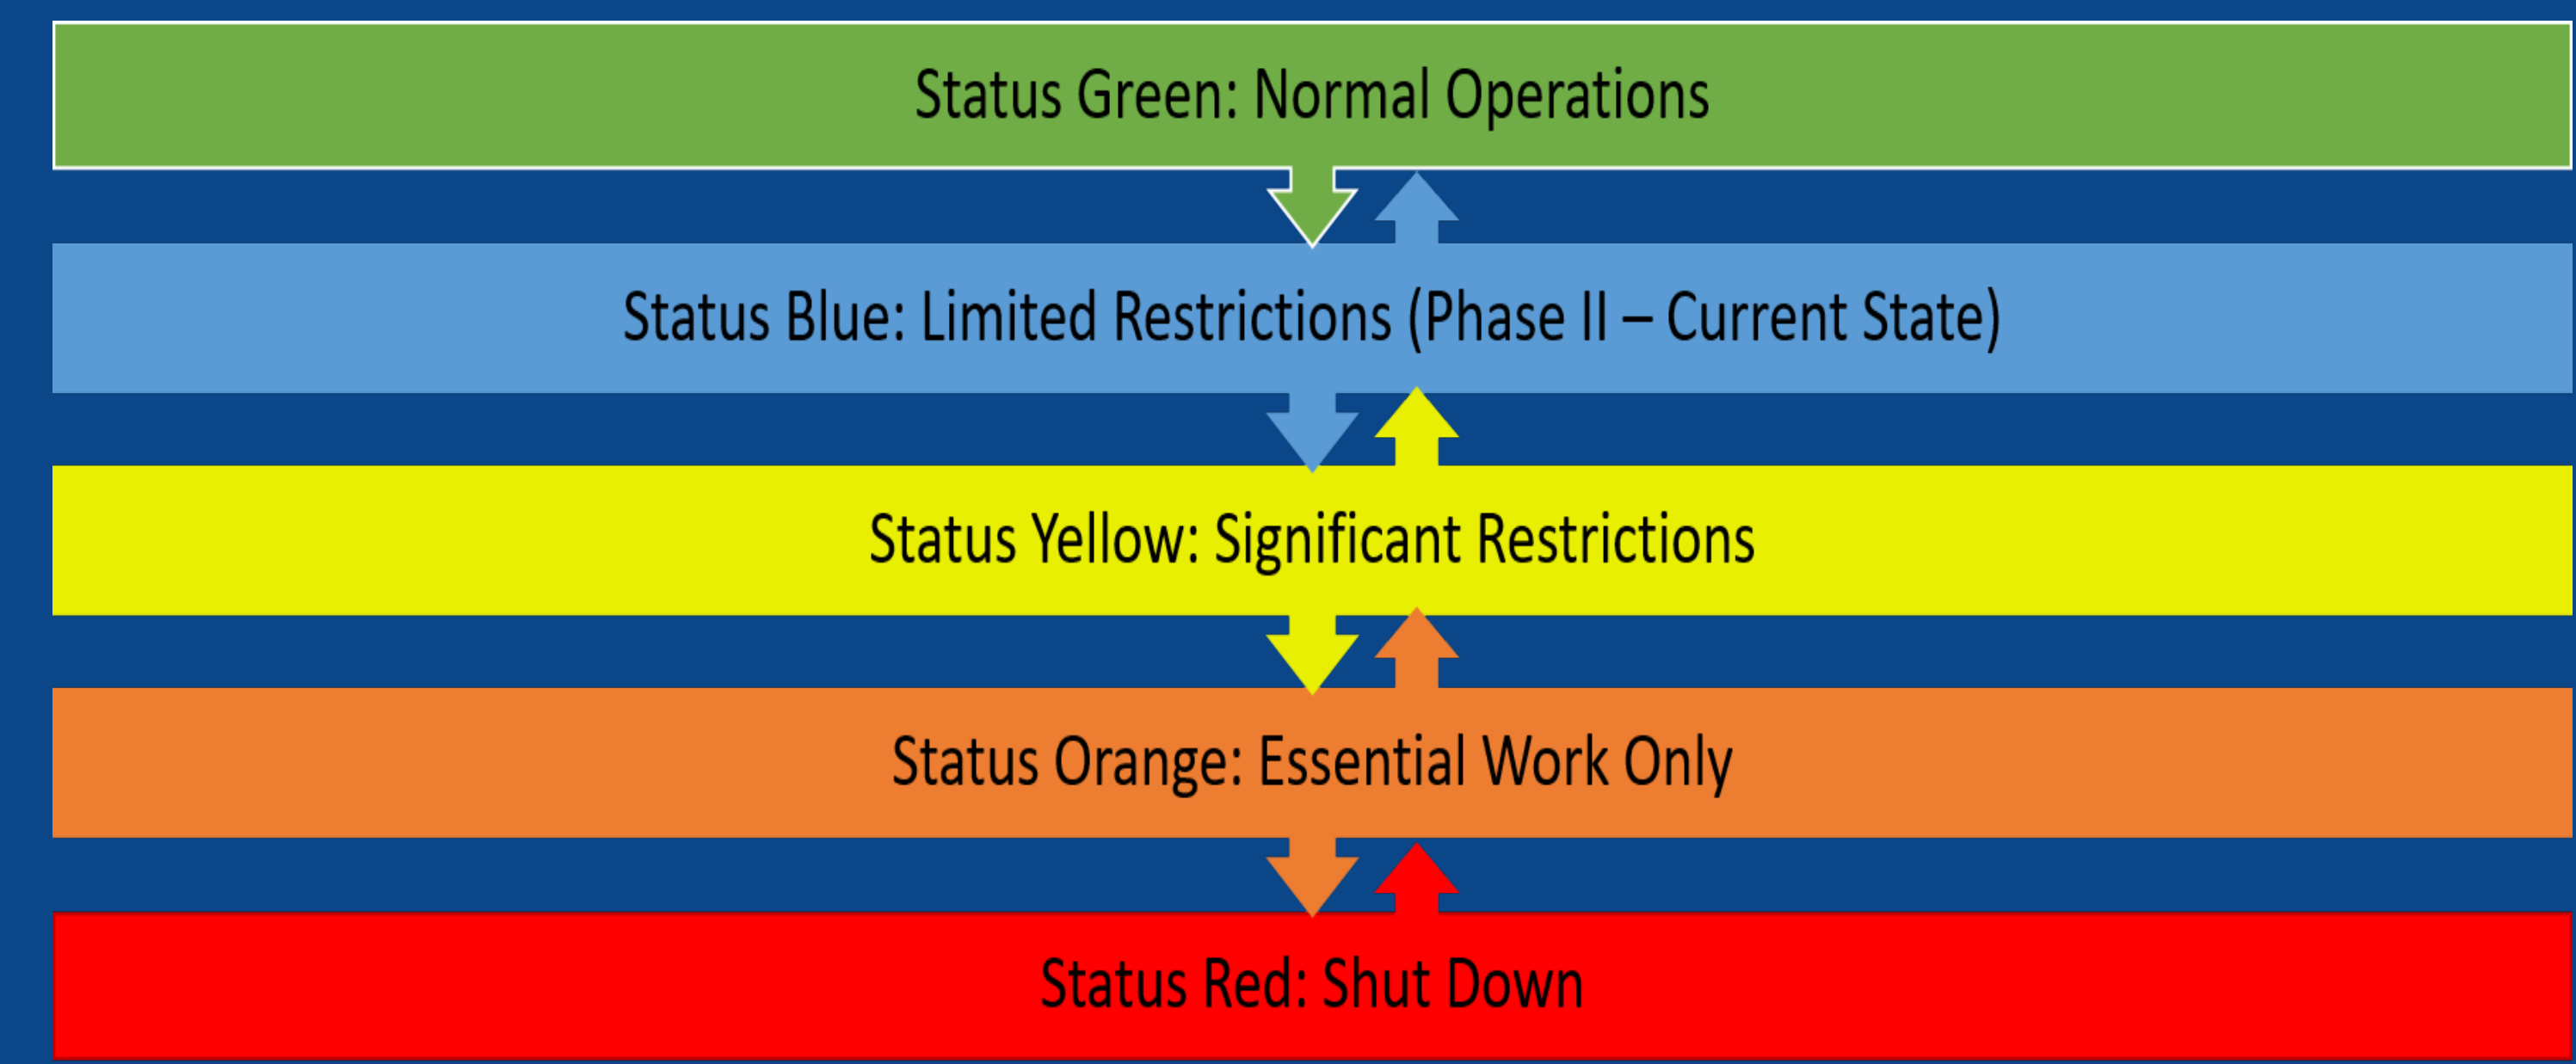 Status Green: Normal Operations
Status Blue: Limited Restrictions (Phase II – Current State)
Status Yellow: Significant Restrictions
Status Orange: Essential Work Only
Status Red: Shut Down